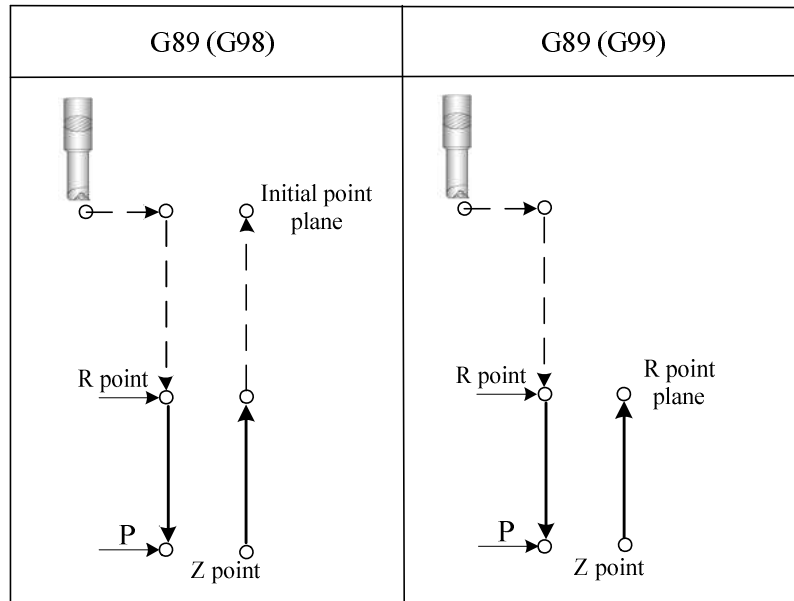 G89 (G98)
G89 (G99)
Initial point
plane
R point
P
Z point
R point
R point
plane
P
Z point